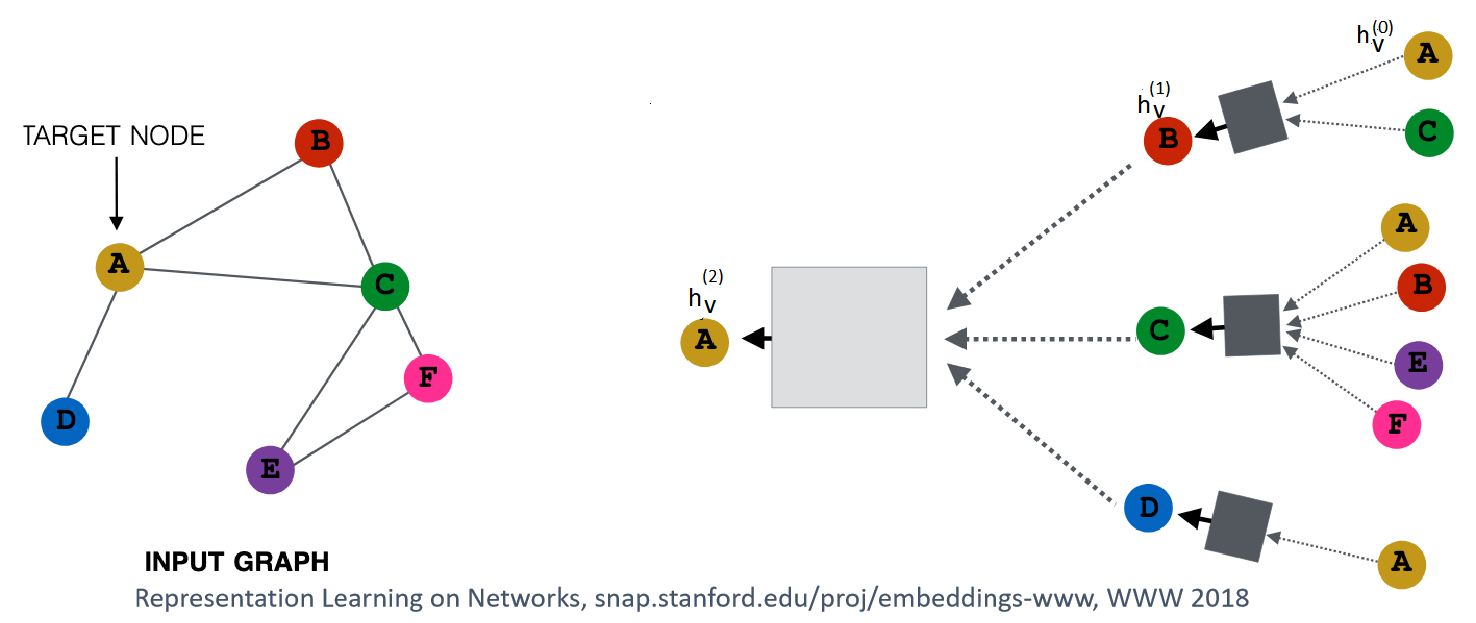 TARGET NODE
B
A
C
F
D
E
INPUT GRAPH
h_v^(0)
A
h_v^(1)
B
C
A
B
h_v^(2)
A
C
E
F
D
A
Representation Learning on Networks, snap.stanford.edu/proj/embeddings-www, WWW 2018